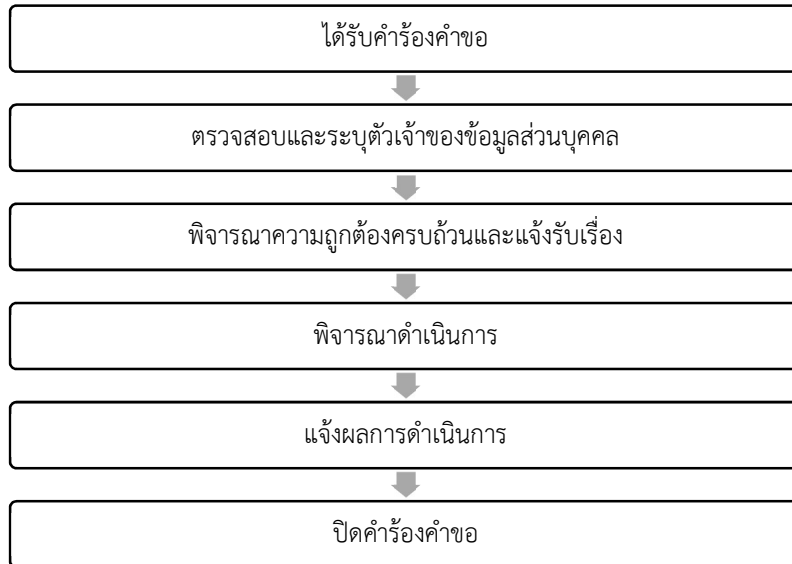 ได้รับคำร้องคำขอ
ตรวจสอบและระบุตัวเจ้าของข้อมูลส่วนบุคคล
พิจารณาความถูกต้องครบถ้วนและแจ้งรับเรื่อง
พิจารณาดำเนินการ
แจ้งผลการดำเนินการ
ปิดคำร้องคำขอ